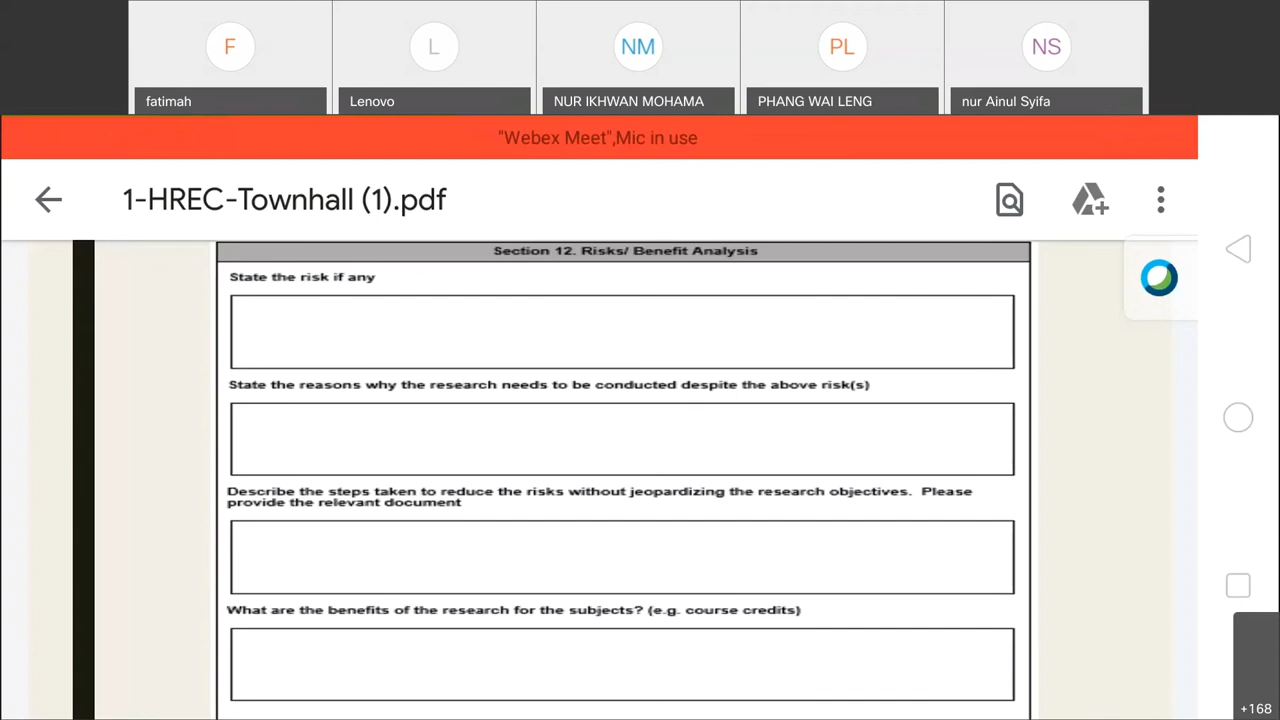 F
L
NM
PL
NS
fatimah
Lenovo
NUR IKHWAN MOHAMA
PHANG WAI LENG
nur Ainul Syifa
"Webex Meet",Mic in use
1-HREC-Townhall (1).pdf
Section 12. Risks/ Benefit Analysis
State the risk if any
State the reasons why the research needs to be conducted despite the above risk(s)
Describe the steps taken to reduce the risks without jeopardizing the research objectives. Please
provide the relevant document
What are the benefits of the research for the subjects? (e.g. course credits)
+168